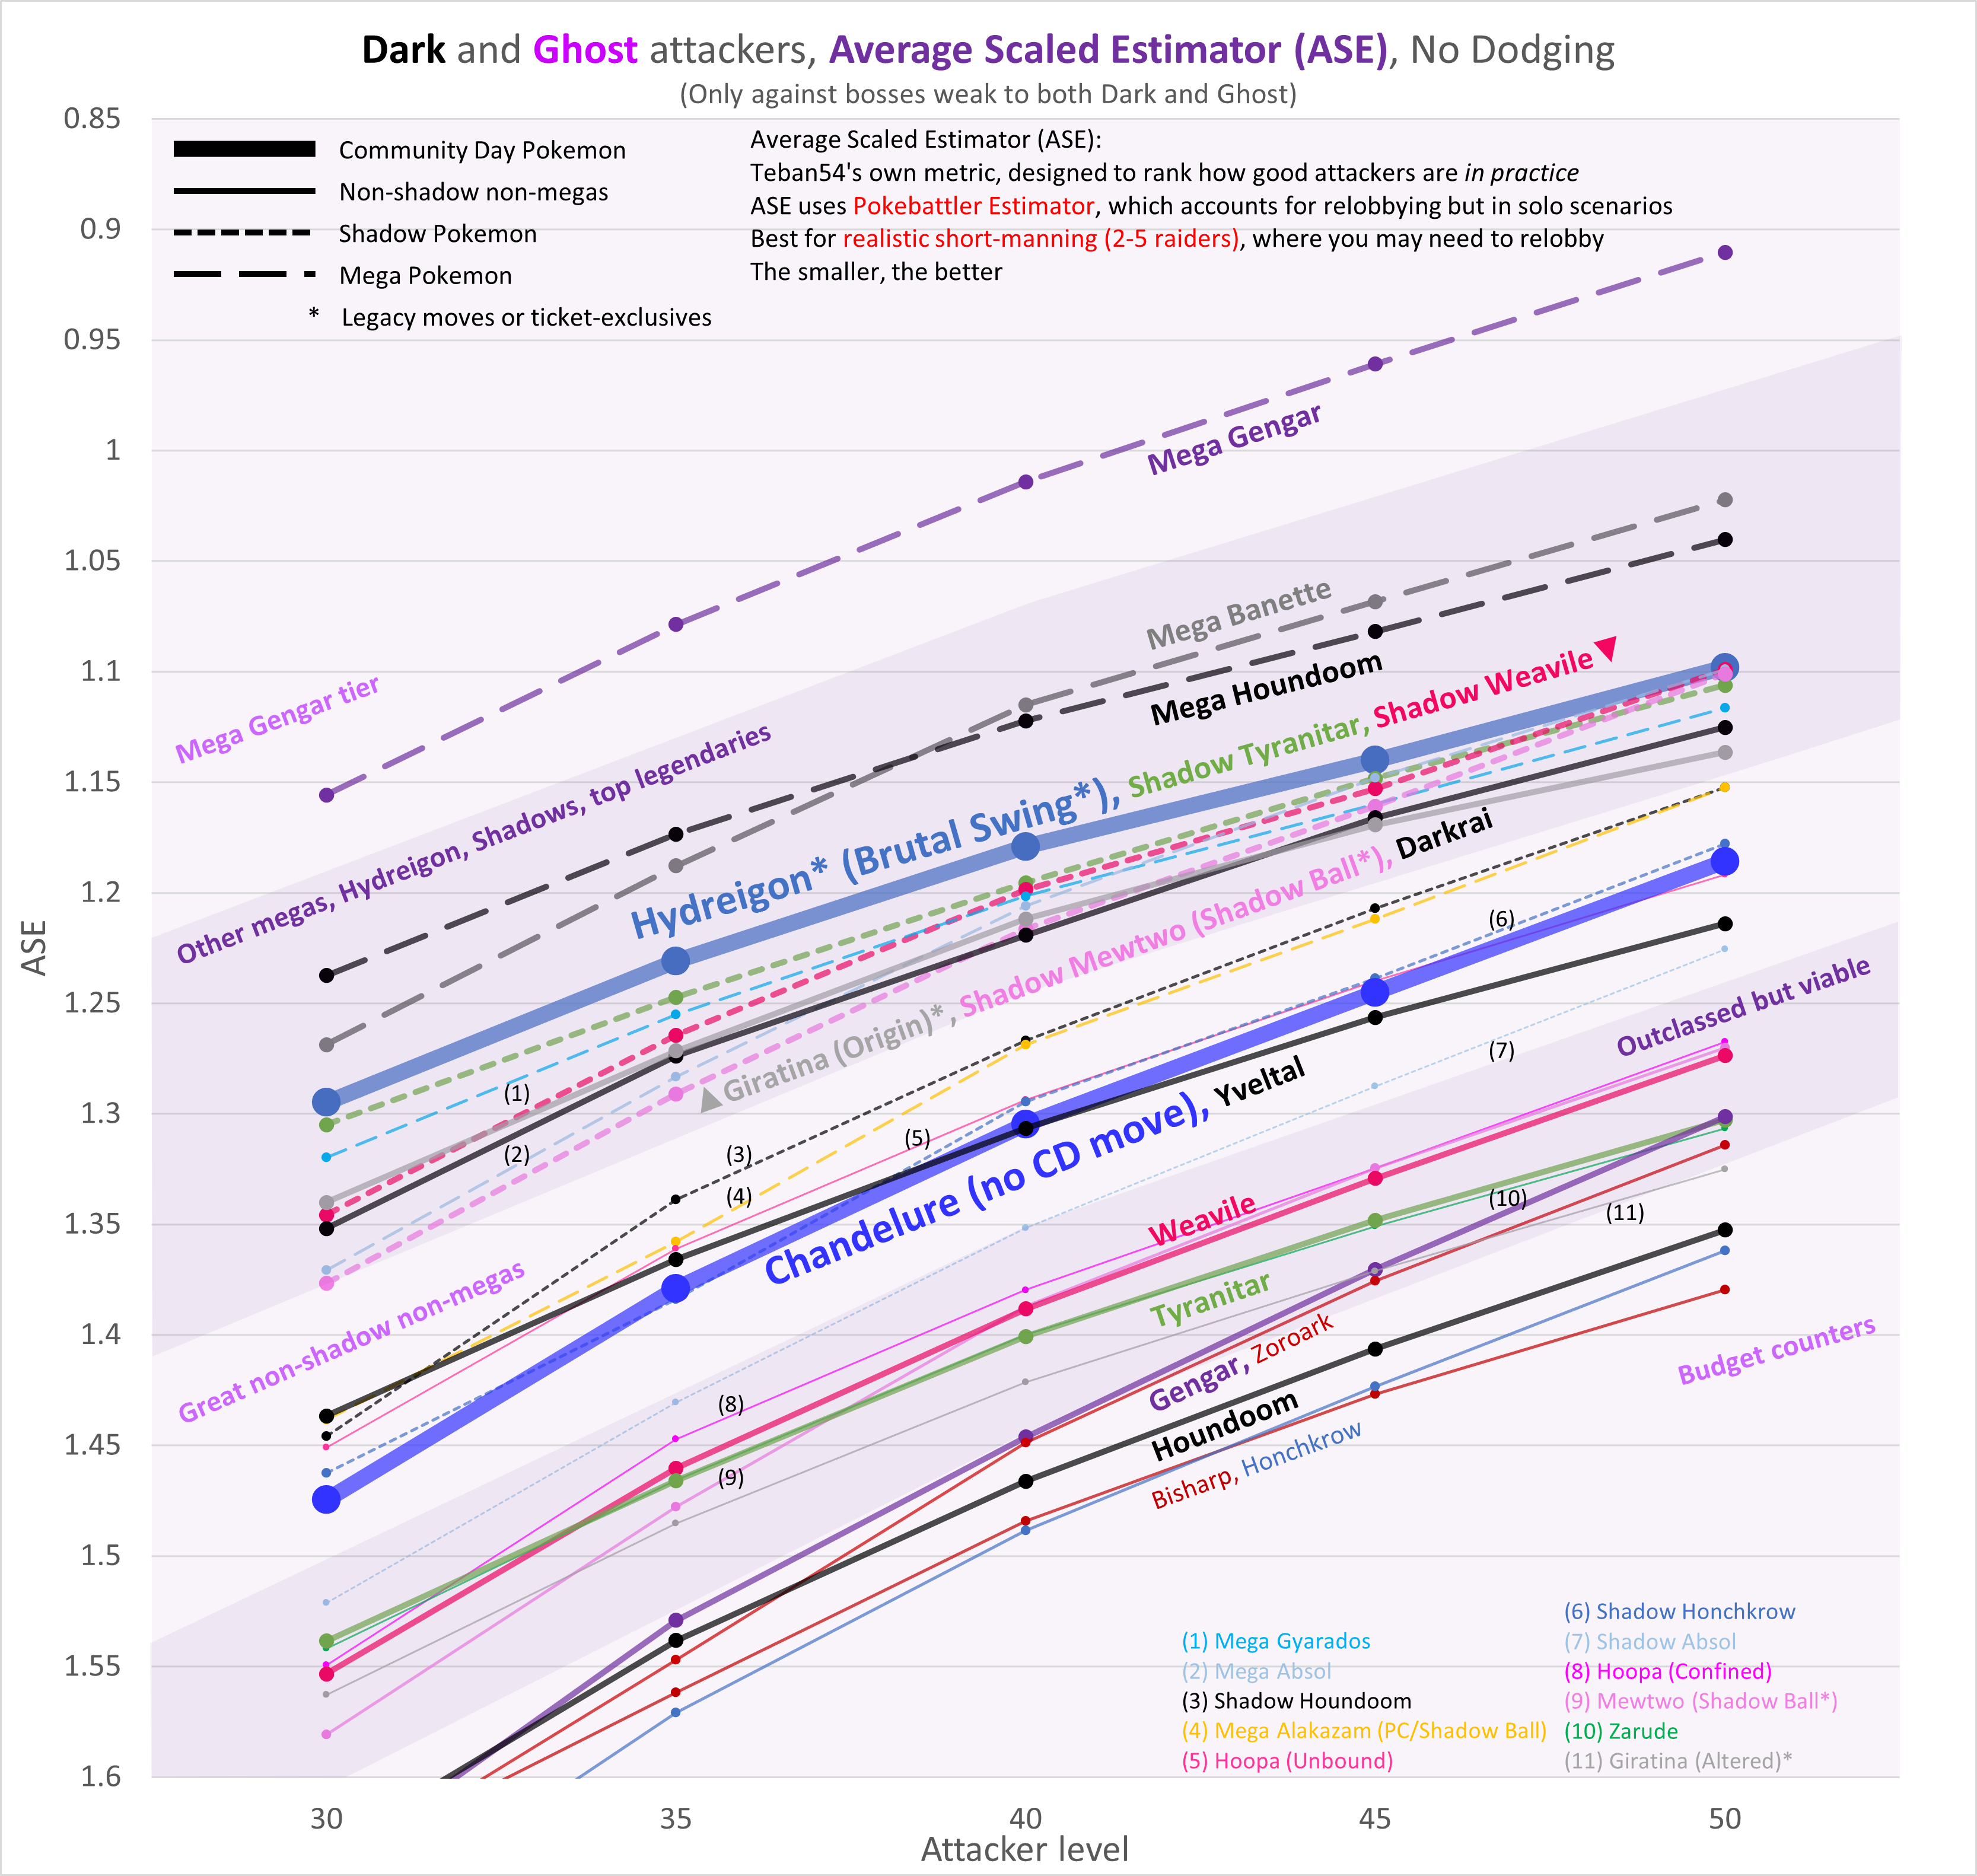 Dark and Ghost attackers, Average Scaled Estimator (ASE), No Dodging
(Only against bosses weak to both Dark and Ghost)
Community Day Pokemon
Non-shadow non-megas
Shadow Pokemon
Mega Pokemon
* Legacy moves or ticket-exclusives
Average Scaled Estimator (ASE):
Teban54's own metric, designed to rank how good attackers are in practice
ASE uses Pokebattler Estimator, which accounts for relobbying but in solo scenarios
Best for realistic short-manning (2-5 raiders), where you may need to relobby
The smaller, the better
0.85
0.9
0.95
1
1.05
1.1
1.15
1.2
1.25
1.3
1.35
1.4
1.45
1.5
1.55
1.6
ASE
Mega Gengar
Mega Gengar tier
Mega Banette
Mega Houndoom
Other megas, Hydreigon, Shadows, top legendaries
Hydreigon* (Brutal Swing*), Shadow Tyranitar, Shadow Weavile
Giratina (Origin)*, Shadow Mewtwo (Shadow Ball*), Darkrai
(1)
(2)
(3)
(4)
(5)
(6)
(7)
Great non-shadow non-megas
Chandelure (no CD move), Yveltal
Outclassed but viable
Weavile
Tyranitar
(8)
(9)
(10)
(11)
Gengar, Zoroark
Houndoom
Bisharp, Honchkrow
Budget counters
(1) Mega Gyarados
(2) Mega Absol
(3) Shadow Houndoom
(4) Mega Alakazam (PC/Shadow Ball)
(5) Hoopa (Unbound)
(6) Shadow Honchkrow
(7) Shadow Absol
(8) Hoopa (Confined)
(9) Mewtwo (Shadow Ball*)
(10) Zarude
(11) Giratina (Altered)*
30
35
40
45
50
Attacker level